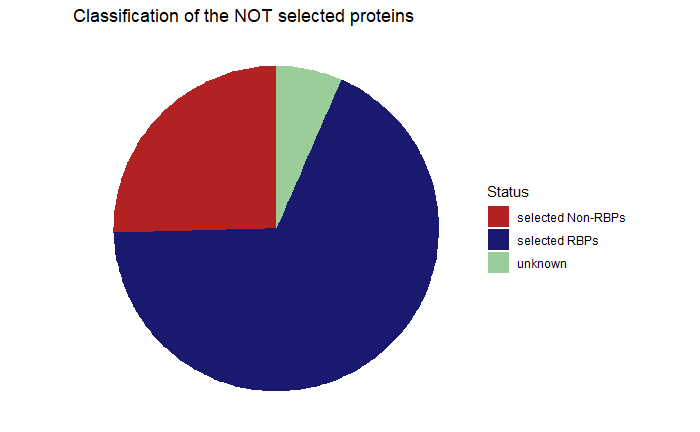 Classification of the NOT selected proteins
Status
selected Non-RBPs
selected RBPs
unknown